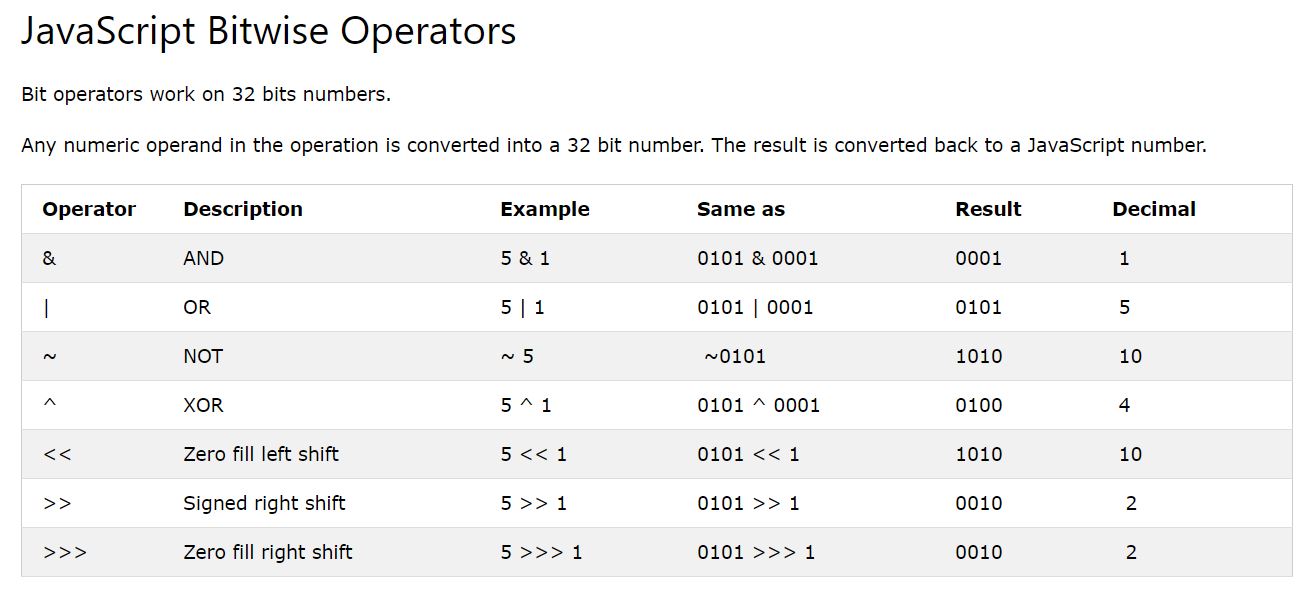 JavaScript Bitwise Operators
Bit operators work on 32 bits numbers.
Any numeric operand in the operation is converted into a 32 bit number. The result is converted back to a JavaScript number.
Operator Description Example Same as Result Decimal
& AND 5 & 1 0101 & 0001 0001 1
| OR 5 | 1 0101 | 0001 0101 5
~ NOT ~ 5 ~0101 1010 10
^ XOR 5 ^ 1 0101 ^ 0001 0100 4
<< Zero fill left shift 5 << 1 0101 << 1 1010 10
>> Signed right shift 5 >> 1 0101 >> 1 0010 2
>>> Zero fill right shift 5 >>> 1 0101 >>> 1 0010 2